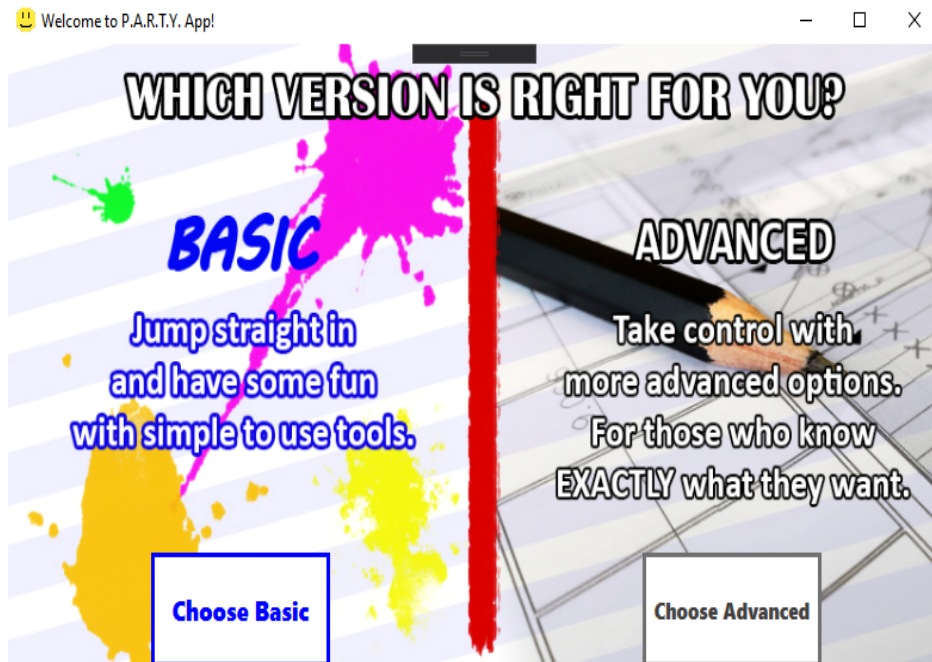 Welcome to P.A.R.T.Y. App!
WHICH VERSION IS RIGHT FOR YOU?
BASIC
Jump straight in
and have some fun
with simple to use tools.
Choose Basic
ADVANCED
Take control with
more advanced options.
For those who know
EXACTLY what they want.
Choose Advanced